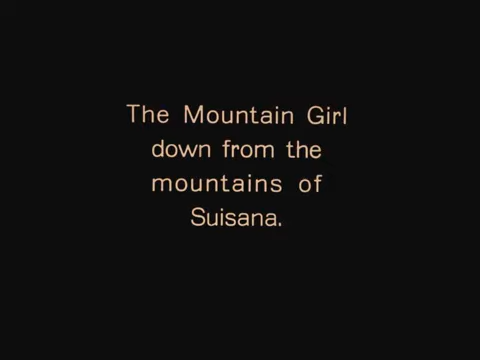 The Mountain Girl
down from the
mountains of
Suisana.